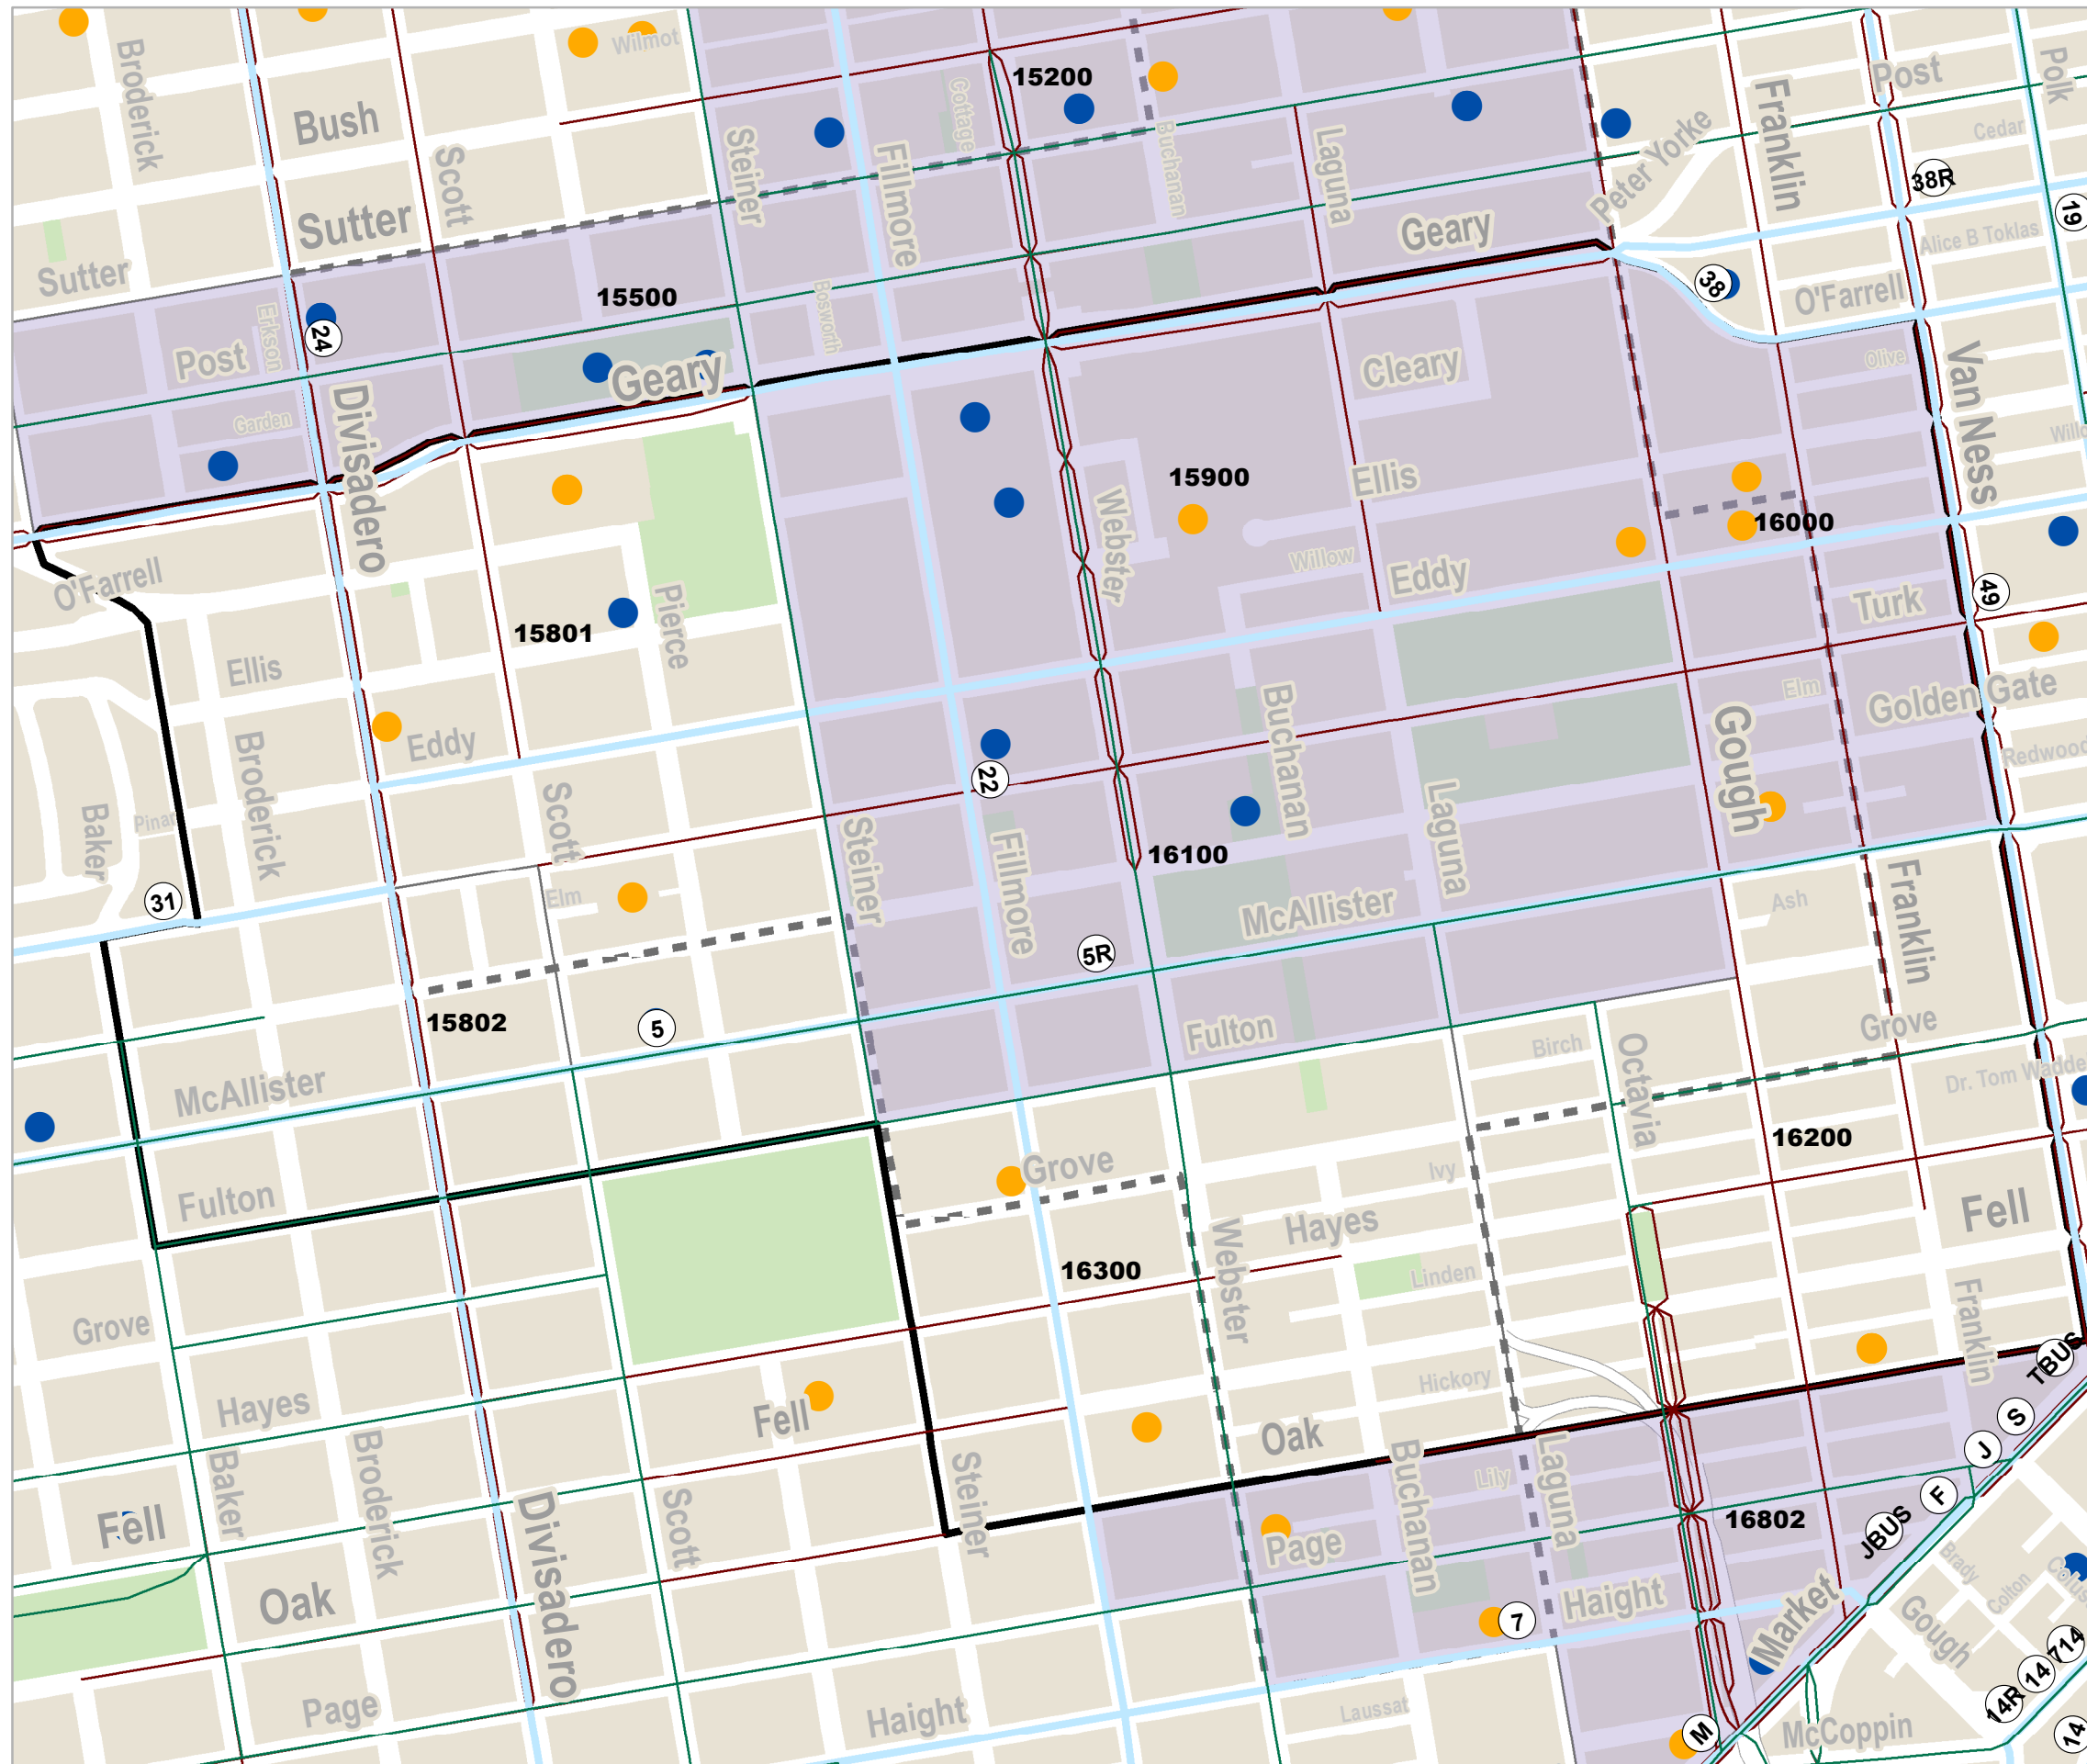 Wilmot
Broderick
Bush
Scott
Sutter
Sutter
Steiner
Cottage
15200
Fillmore
Buchanan
Laguna
Peter Yorke
Franklin
Post
Polk
Cedar
38R
19
Alice B Toklas
Geary
38
O'Farrell
15500
Erkson
24
Post
Bosworth
Geary
Garden
Cleary
Olive
Van Ness
Divisadero
15900
Ellis
Webster
16000
Willow
Eddy
49
Turk
O'Farrell
15801
Pierce
Ellis
Buchanan
Elm
Golden Gate
Gough
Redwood
Broderick
Eddy
22
Baker
Scott
Steiner
Fillmore
Laguna
16100
31
Elm
McAllister
Ash
Franklin
5R
15802
5
Fulton
Birch
Octavia
Grove
Dr. Tom Wadde
McAllister
16200
Grove
Ivy
Fulton
Hayes
Fell
Webster
16300
Linden
Franklin
Grove
TBUS
Hickory
Hayes
Fell
Oak
S
J
Baker
Broderick
Scott
Steiner
Buchanan
Lily
Laguna
F
Fell
16802
JBUS
Divisadero
Page
Brady
Colton
Oak
7
Haight
Market
Gough
714
14
14R
Page
Haight
Laussat
M
McCoppin
14